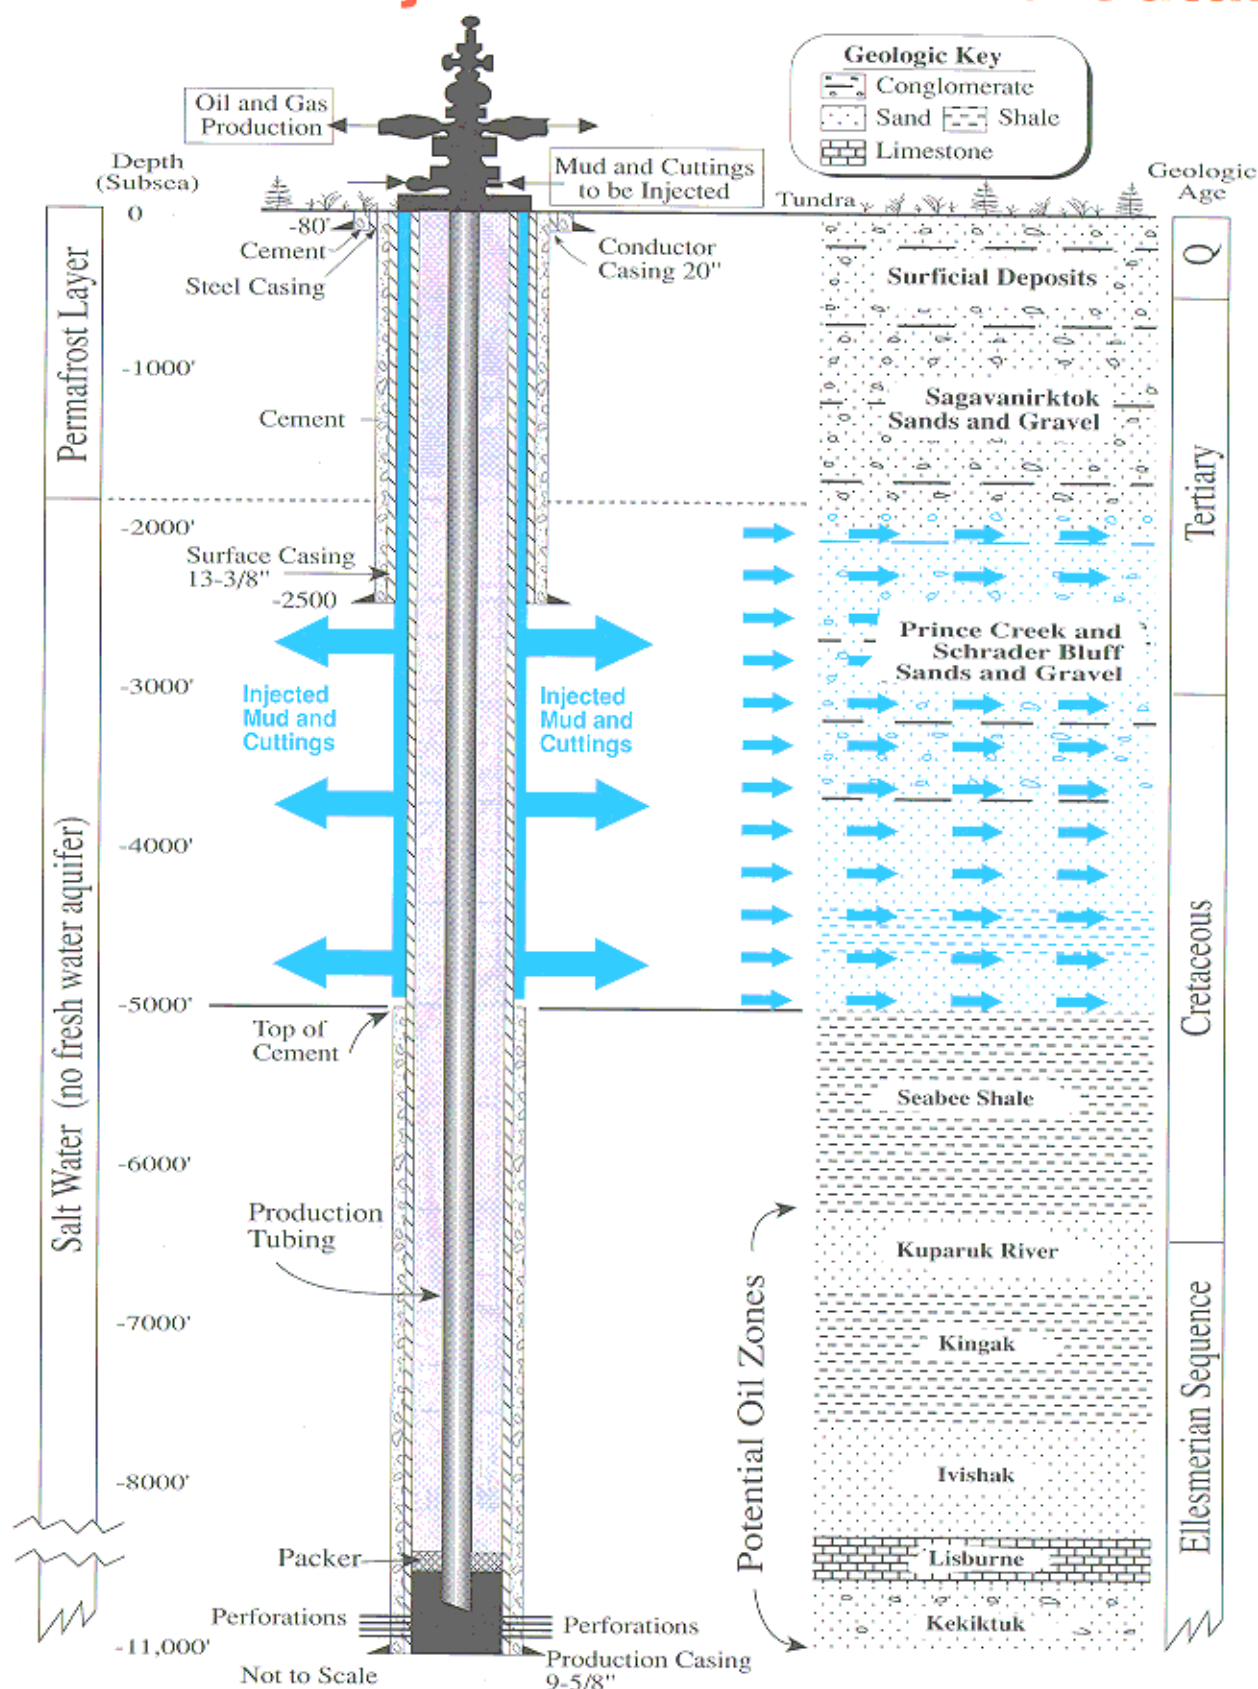 Geologic Key
Conglomerate
Sand
Shale
Limestone
Oil and Gas
Production
Mud and Cuttings
to be Injected
Depth
(Subsea)
Tundra
Geologic
Age
0
-80'
Cement
Steel Casing
Conductor
Casing 20"
Surficial Deposits
Q
Permafrost Layer
-1000'
Cement
Sagavanirktok
Sands and Gravel
Tertiary
-2000'
Surface Casing
13-3/8"
-2500
Prince Creek and
Schrader Bluff
Sands and Gravel
-3000'
Injected
Mud and
Cuttings
Injected
Mud and
Cuttings
-4000'
Salt Water (no fresh water aquifer)
Cretaceous
-5000'
Top of
Cement
Seabee Shale
-6000'
Production
Tubing
Kuparuk River
-7000'
Kingak
Potential Oil Zones
Ellesmerian Sequence
Ivishak
-8000'
Packer
Lisburne
Perforations
Perforations
Kekiktuk
-11,000'
Not to Scale
Production Casing
9-5/8"